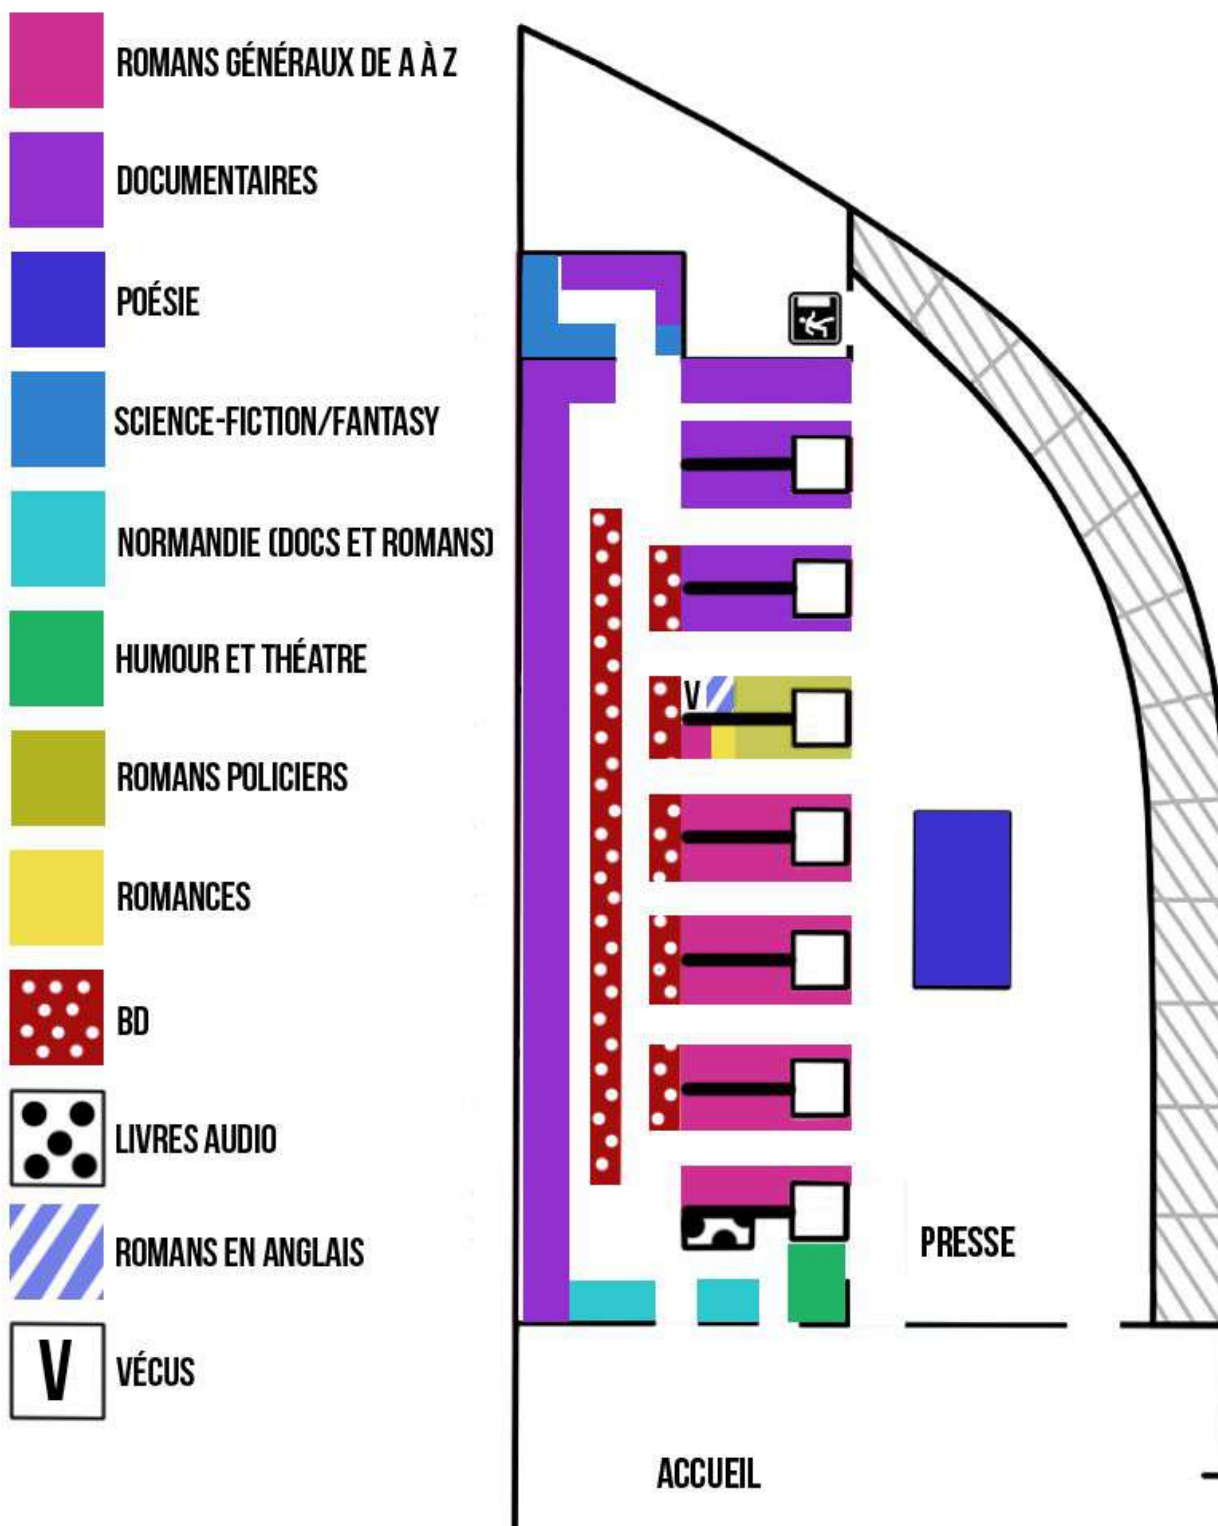 ROMANS GÉNÉRAUX DE A À Z
DOCUMENTAIRES
POÉSIE
SCIENCE-FICTION/FANTASY
NORMANDIE (DOCS ET ROMANS)
HUMOUR ET THÉATRE
ROMANS POLICIERS
ROMANCES
BD
LIVRES AUDIO
ROMANS EN ANGLAIS
V VÉCUS
V
PRESSE
ACCUEIL